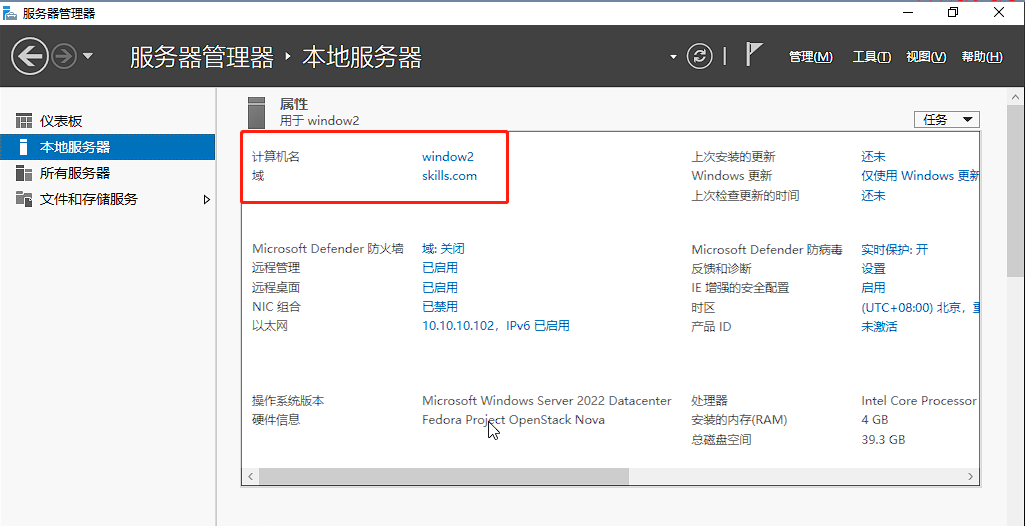 服务器管理器
服务器管理器 ‣ 本地服务器
管理(M) 工具(T) 视图(V) 帮助(H)
仪表板
本地服务器
所有服务器
文件和存储服务
属性
用于 window2
任务
计算机名 window2
域 skills.com
上次安装的更新 还未
Windows 更新 仅使用 Windows 更新
上次检查更新的时间 还未
Microsoft Defender 防火墙 域: 关闭
远程管理 已启用
远程桌面 已启用
NIC 组合 已禁用
以太网 10.10.10.102，IPv6 已启用
Microsoft Defender 防病毒 实时保护: 开
反馈和诊断 设置
IE 增强的安全配置 启用
时区 (UTC+08:00) 北京，重
产品 ID 未激活
操作系统版本 Microsoft Windows Server 2022 Datacenter
硬件信息 Fedora Project OpenStack Nova
处理器 Intel Core Processor
安装的内存(RAM) 4 GB
总磁盘空间 39.3 GB